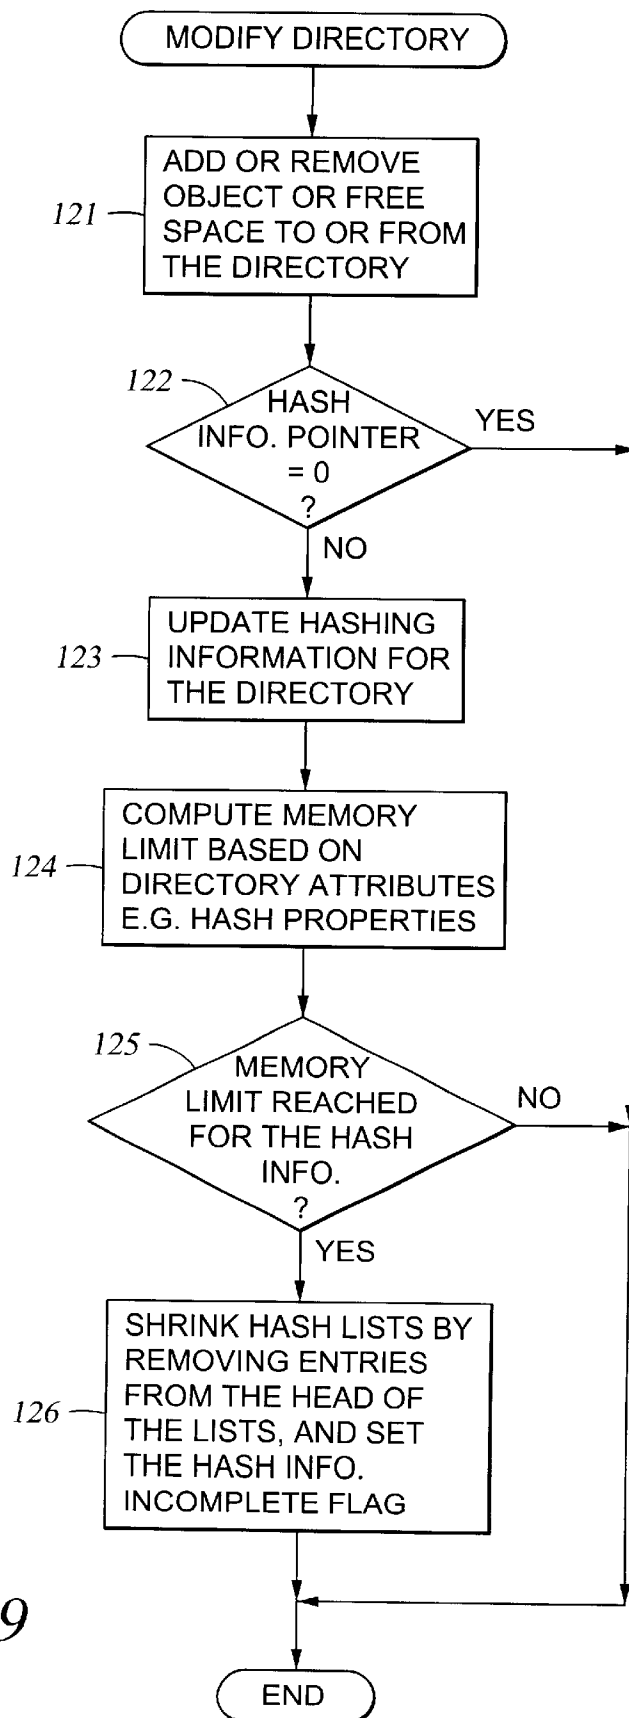 MODIFY DIRECTORY
ADD OR REMOVE
OBJECT OR FREE
SPACE TO OR FROM
THE DIRECTORY
121
122
HASH
INFO. POINTER
= 0
?
YES
NO
UPDATE HASHING
INFORMATION FOR
THE DIRECTORY
123
COMPUTE MEMORY
LIMIT BASED ON
DIRECTORY ATTRIBUTES
E.G. HASH PROPERTIES
124
125
MEMORY
LIMIT REACHED
FOR THE HASH
INFO.
?
NO
YES
SHRINK HASH LISTS BY
REMOVING ENTRIES
FROM THE HEAD OF
THE LISTS, AND SET
THE HASH INFO.
INCOMPLETE FLAG
126
9
END